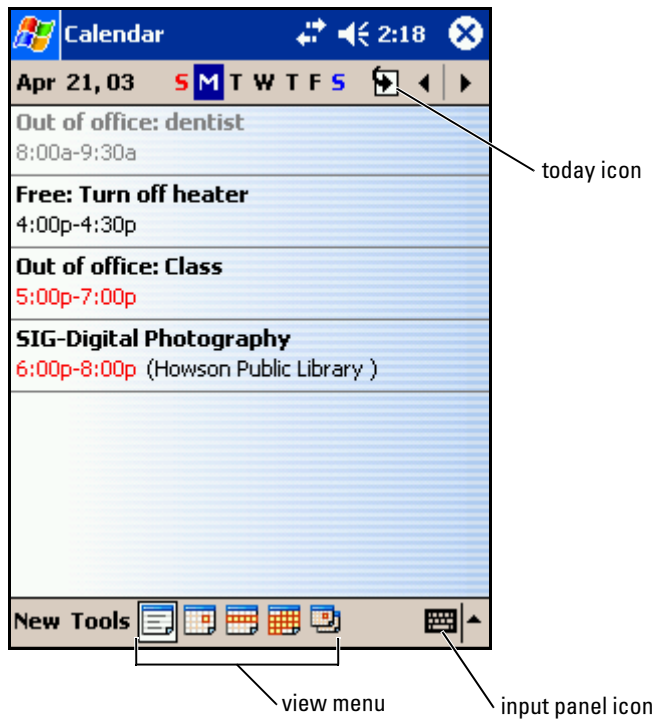 Calendar 2:18
Apr 21, 03 S M T W T F S
today icon
Out of office: dentist
8:00a-9:30a
Free: Turn off heater
4:00p-4:30p
Out of office: Class
5:00p-7:00p
SIG-Digital Photography
6:00p-8:00p (Howson Public Library )
New Tools
view menu
input panel icon